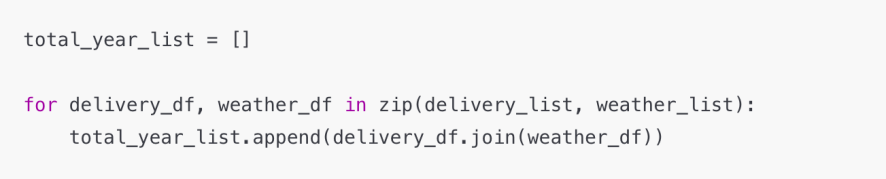 total_year_list = []
for delivery_df, weather_df in zip(delivery_list, weather_list):
    total_year_list.append(delivery_df.join(weather_df))